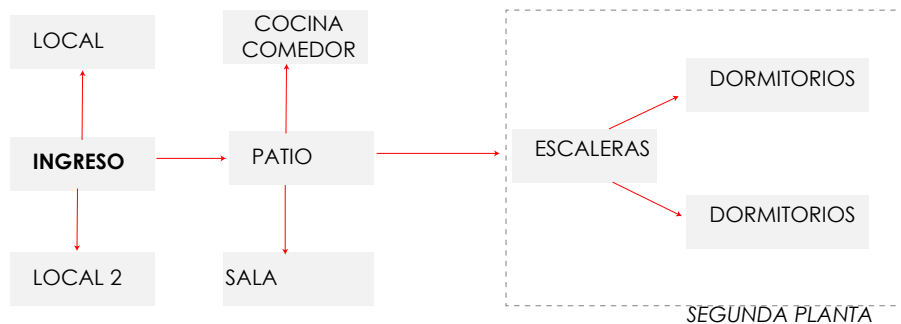 LOCAL
COCINA
COMEDOR
DORMITORIOS
INGRESO
PATIO
ESCALERAS
DORMITORIOS
LOCAL 2
SALA
SEGUNDA PLANTA